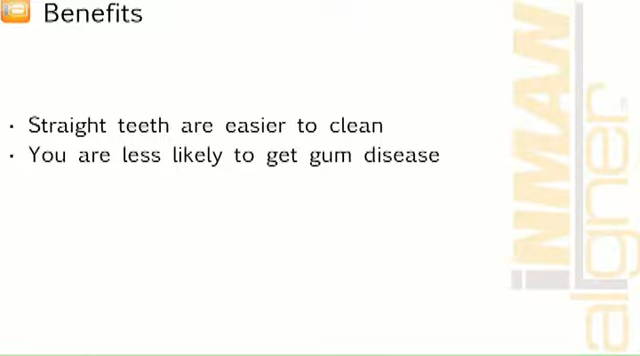 Benefits
· Straight teeth are easier to clean
· You are less likely to get gum disease
iNMAN
aligner